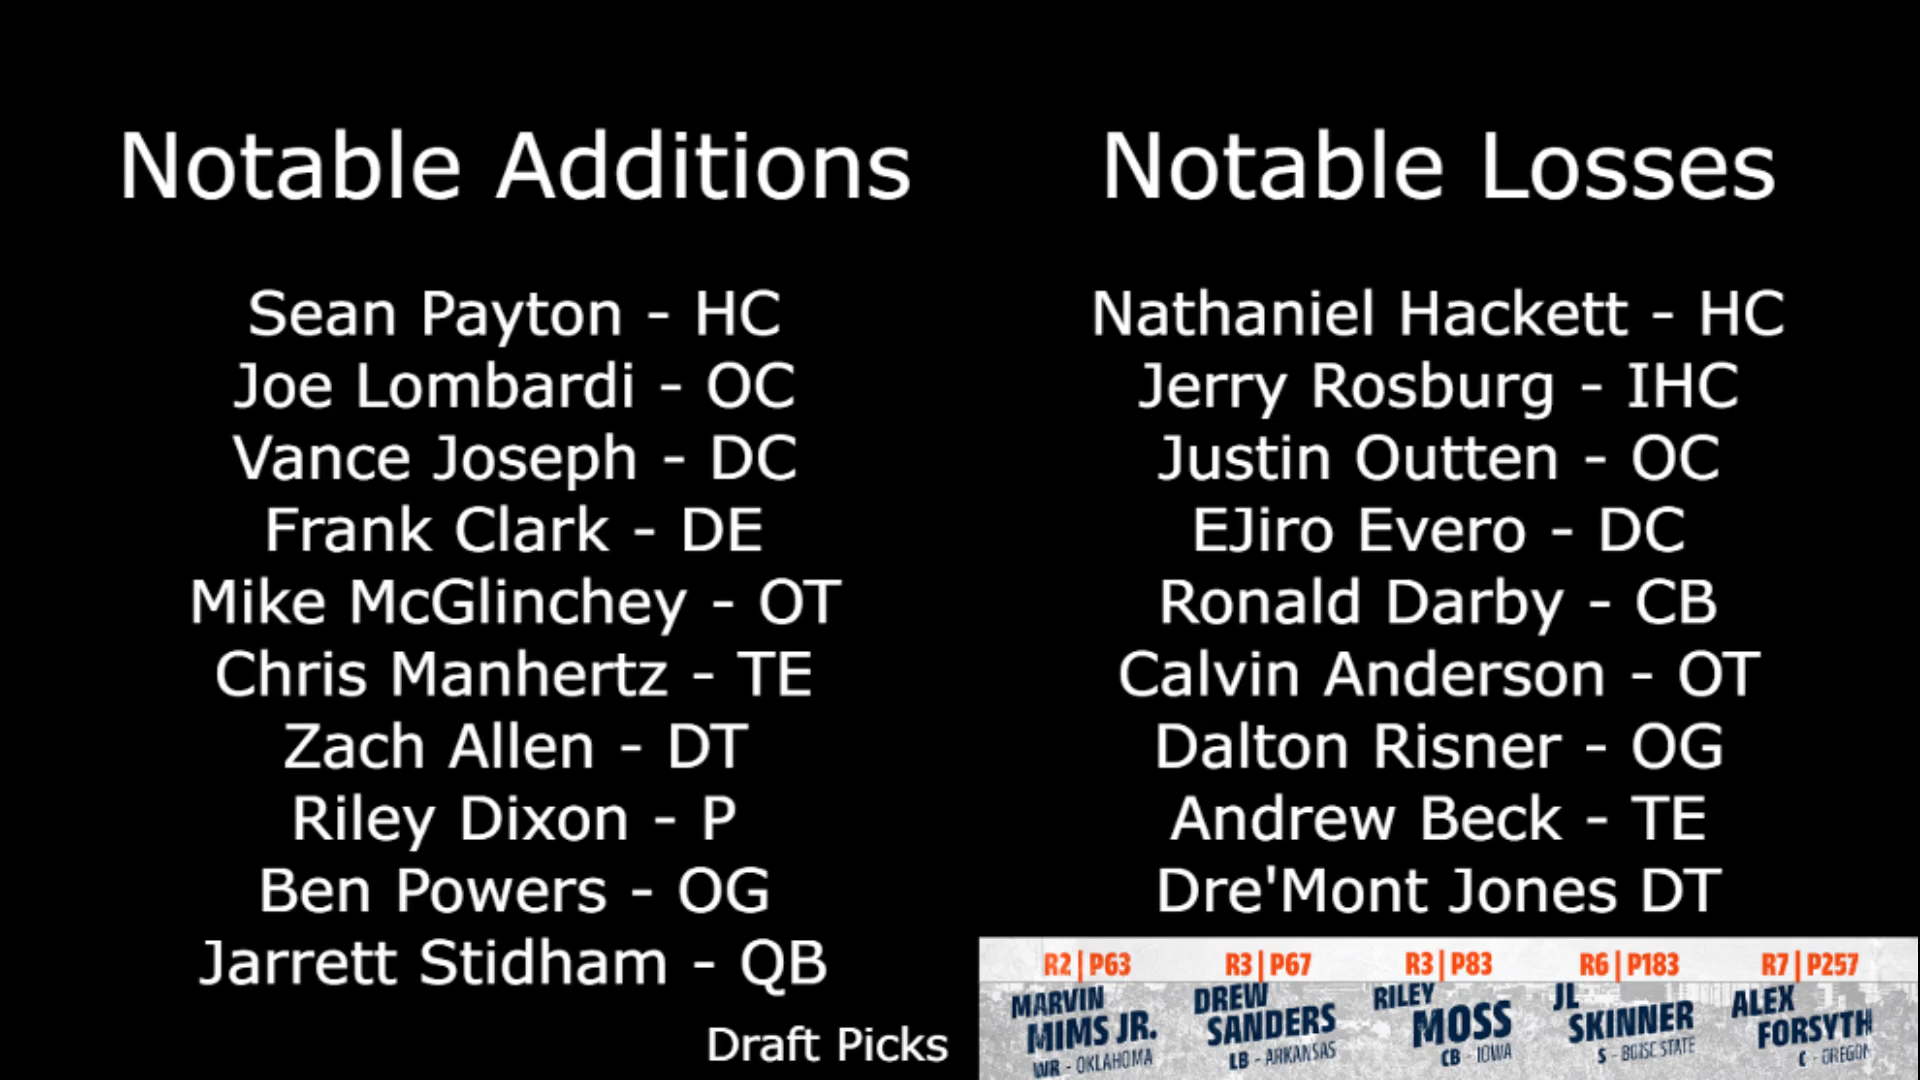 Notable Additions
Sean Payton - HC
Joe Lombardi - OC
Vance Joseph - DC
Frank Clark - DE
Mike McGlinchey - OT
Chris Manhertz - TE
Zach Allen - DT
Riley Dixon - P
Ben Powers - OG
Jarrett Stidham - QB
Notable Losses
Nathaniel Hackett - HC
Jerry Rosburg - IHC
Justin Outten - OC
EJiro Evero - DC
Ronald Darby - CB
Calvin Anderson - OT
Dalton Risner - OG
Andrew Beck - TE
Dre'Mont Jones DT
Draft Picks
R2|P63
MARVIN
MIMS JR.
WR - OKLAHOMA
R3|P67
DREW
SANDERS
LB - ARKANSAS
R3|P83
RILEY
MOSS
CB - IOWA
R6|P183
JL
SKINNER
S - BOISE STATE
R7|P257
ALEX
FORSYTH
C - OREGON